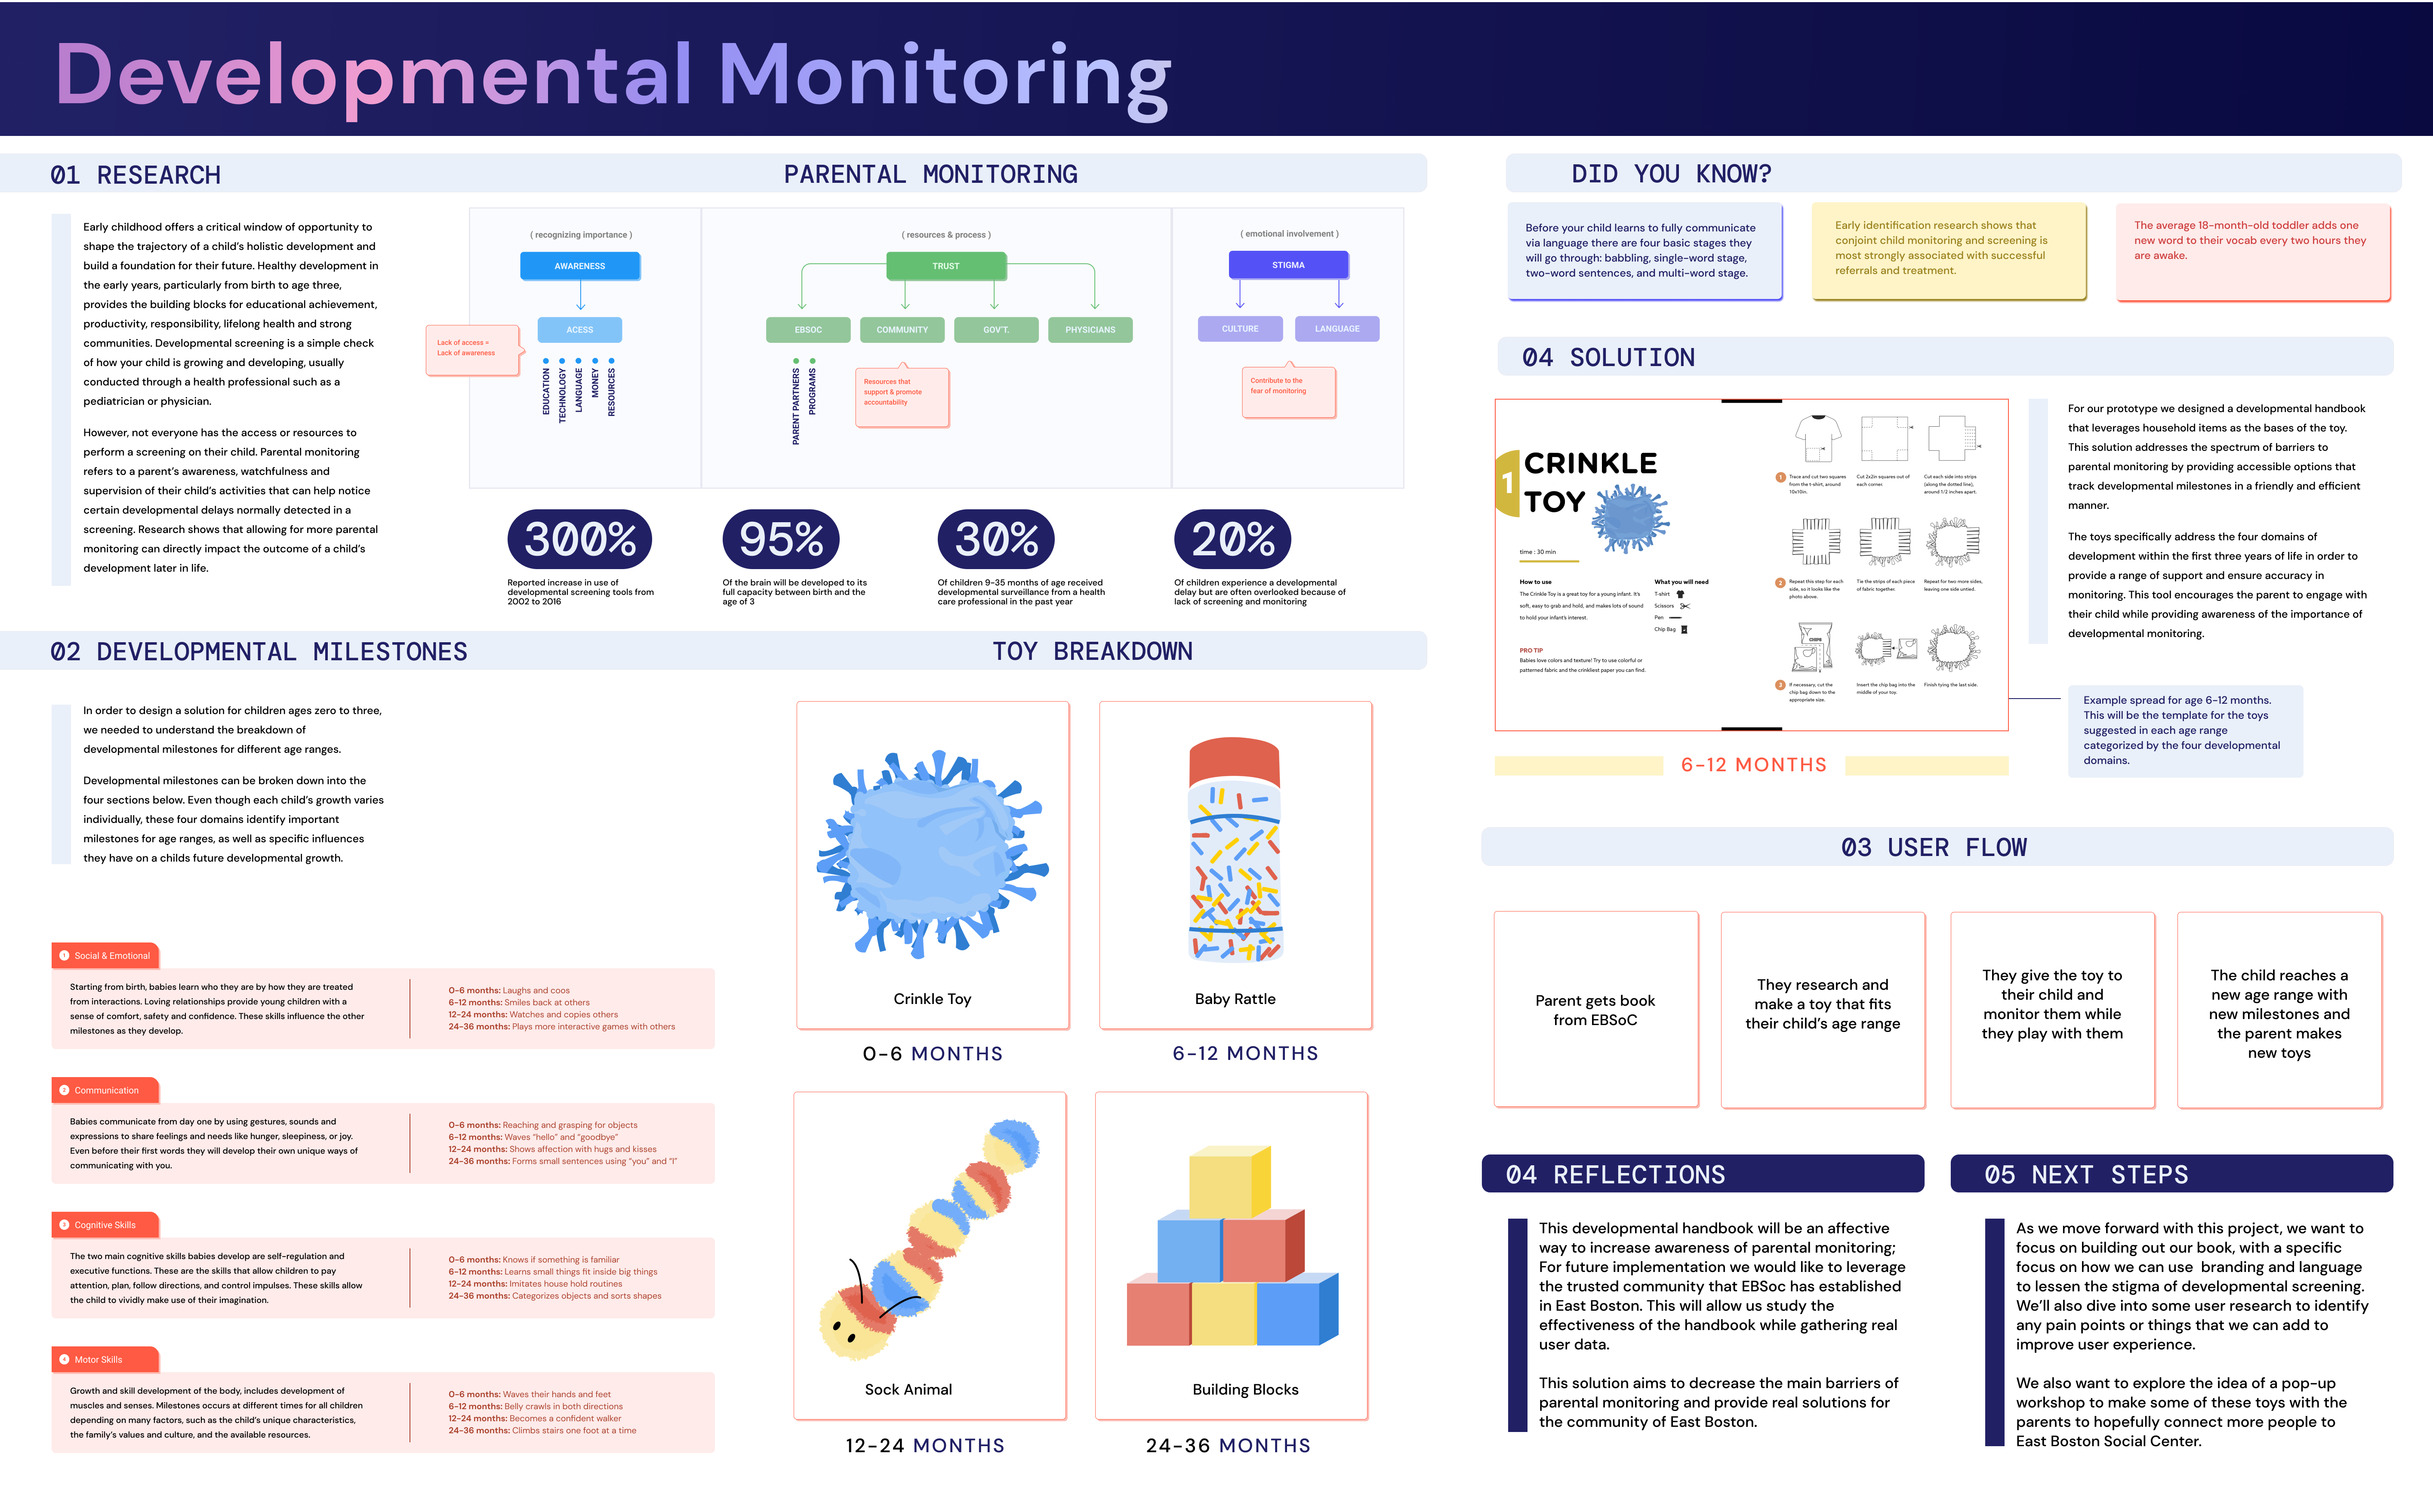 Developmental Monitoring
01 RESEARCH
Early childhood offers a critical window of opportunity to
shape the trajectory of a child's holistic development and
build a foundation for their future. Healthy development in
the early years, particularly from birth to age three,
provides the building blocks for educational achievement,
productivity, responsibility, lifelong health and strong
communities. Developmental screening is a simple check
of how your child is growing and developing, usually
conducted through a health professional such as a
pediatrician or physician.
However, not everyone has the access or resources to
perform a screening on their child. Parental monitoring
refers to a parent's awareness, watchfulness and
supervision of their child's activities that can help notice
certain developmental delays normally detected in a
screening. Research shows that allowing for more parental
monitoring can directly impact the outcome of a child's
development later in life.
PARENTAL MONITORING
( recognizing importance )
AWARENESS
ACESS
Lack of access =
Lack of awareness
EDUCATION
TECHNOLOGY
LANGUAGE
MONEY
RESOURCES
( resources & process )
TRUST
EBSOC
COMMUNITY
GOV'T.
PHYSICIANS
PARENT PARTNERS
PROGRAMS
Resources that
support & promote
accountability
( emotional involvement )
STIGMA
CULTURE
LANGUAGE
Contribute to the
fear of monitoring
300%
Reported increase in use of
developmental screening tools from
2002 to 2016
95%
Of the brain will be developed to its
full capacity between birth and the
age of 3
30%
Of children 9-35 months of age received
developmental surveillance from a health
care professional in the past year
20%
Of children experience a developmental
delay but are often overlooked because of
lack of screening and monitoring
02 DEVELOPMENTAL MILESTONES
In order to design a solution for children ages zero to three,
we needed to understand the breakdown of
developmental milestones for different age ranges.
Developmental milestones can be broken down into the
four sections below. Even though each child's growth varies
individually, these four domains identify important
milestones for age ranges, as well as specific influences
they have on a childs future developmental growth.
1 Social & Emotional
Starting from birth, babies learn who they are by how they are treated
from interactions. Loving relationships provide young children with a
sense of comfort, safety and confidence. These skills influence the other
milestones as they develop.
0-6 months: Laughs and coos
6-12 months: Smiles back at others
12-24 months: Watches and copies others
24-36 months: Plays more interactive games with others
2 Communication
Babies communicate from day one by using gestures, sounds and
expressions to share feelings and needs like hunger, sleepiness, or joy.
Even before their first words they will develop their own unique ways of
communicating with you.
0-6 months: Reaching and grasping for objects
6-12 months: Waves "hello" and "goodbye"
12-24 months: Shows affection with hugs and kisses
24-36 months: Forms small sentences using "you" and "I"
3 Cognitive Skills
The two main cognitive skills babies develop are self-regulation and
executive functions. These are the skills that allow children to pay
attention, plan, follow directions, and control impulses. These skills allow
the child to vividly make use of their imagination.
0-6 months: Knows if something is familiar
6-12 months: Learns small things fit inside big things
12-24 months: Imitates house hold routines
24-36 months: Categorizes objects and sorts shapes
4 Motor Skills
Growth and skill development of the body, includes development of
muscles and senses. Milestones occurs at different times for all children
depending on many factors, such as the child's unique characteristics,
the family's values and culture, and the available resources.
0-6 months: Waves their hands and feet
6-12 months: Belly crawls in both directions
12-24 months: Becomes a confident walker
24-36 months: Climbs stairs one foot at a time
TOY BREAKDOWN
Crinkle Toy
0-6 MONTHS
Baby Rattle
6-12 MONTHS
Sock Animal
12-24 MONTHS
Building Blocks
24-36 MONTHS
DID YOU KNOW?
Before your child learns to fully communicate
via language there are four basic stages they
will go through: babbling, single-word stage,
two-word sentences, and multi-word stage.
Early identification research shows that
conjoint child monitoring and screening is
most strongly associated with successful
referrals and treatment.
The average 18-month-old toddler adds one
new word to their vocab every two hours they
are awake.
04 SOLUTION
1
CRINKLE
TOY
time : 30 min
How to use
The Crinkle Toy is a great toy for a young infant. It's
soft, easy to grab and hold, and makes lots of sound
to hold your infant's interest.
What you will need
T-shirt
Scissors
Pen
Chip Bag
PRO TIP
Babies love colors and texture! Try to use colorful or
patterned fabric and the crinkliest paper you can find.
1
Trace and cut two squares
from the t-shirt, around
10x10in.
Cut 2x2in squares out of
each corner.
Cut each side into strips
(along the dotted line),
around 1/2 inches apart.
2
Repeat this step for each
side, so it looks like the
photo above.
Tie the strips of each piece
of fabric together.
Repeat for two more sides,
leaving one side untied.
CHIPS
3
If necessary, cut the
chip bag down to the
appropriate size.
Insert the chip bag into the
middle of your toy.
Finish tying the last side.
6-12 MONTHS
For our prototype we designed a developmental handbook
that leverages household items as the bases of the toy.
This solution addresses the spectrum of barriers to
parental monitoring by providing accessible options that
track developmental milestones in a friendly and efficient
manner.
The toys specifically address the four domains of
development within the first three years of life in order to
provide a range of support and ensure accuracy in
monitoring. This tool encourages the parent to engage with
their child while providing awareness of the importance of
developmental monitoring.
Example spread for age 6-12 months.
This will be the template for the toys
suggested in each age range
categorized by the four developmental
domains.
03 USER FLOW
Parent gets book
from EBSoC
They research and
make a toy that fits
their child's age range
They give the toy to
their child and
monitor them while
they play with them
The child reaches a
new age range with
new milestones and
the parent makes
new toys
04 REFLECTIONS
This developmental handbook will be an affective
way to increase awareness of parental monitoring;
For future implementation we would like to leverage
the trusted community that EBSoc has established
in East Boston. This will allow us study the
effectiveness of the handbook while gathering real
user data.
This solution aims to decrease the main barriers of
parental monitoring and provide real solutions for
the community of East Boston.
05 NEXT STEPS
As we move forward with this project, we want to
focus on building out our book, with a specific
focus on how we can use branding and language
to lessen the stigma of developmental screening.
We'll also dive into some user research to identify
any pain points or things that we can add to
improve user experience.
We also want to explore the idea of a pop-up
workshop to make some of these toys with the
parents to hopefully connect more people to
East Boston Social Center.